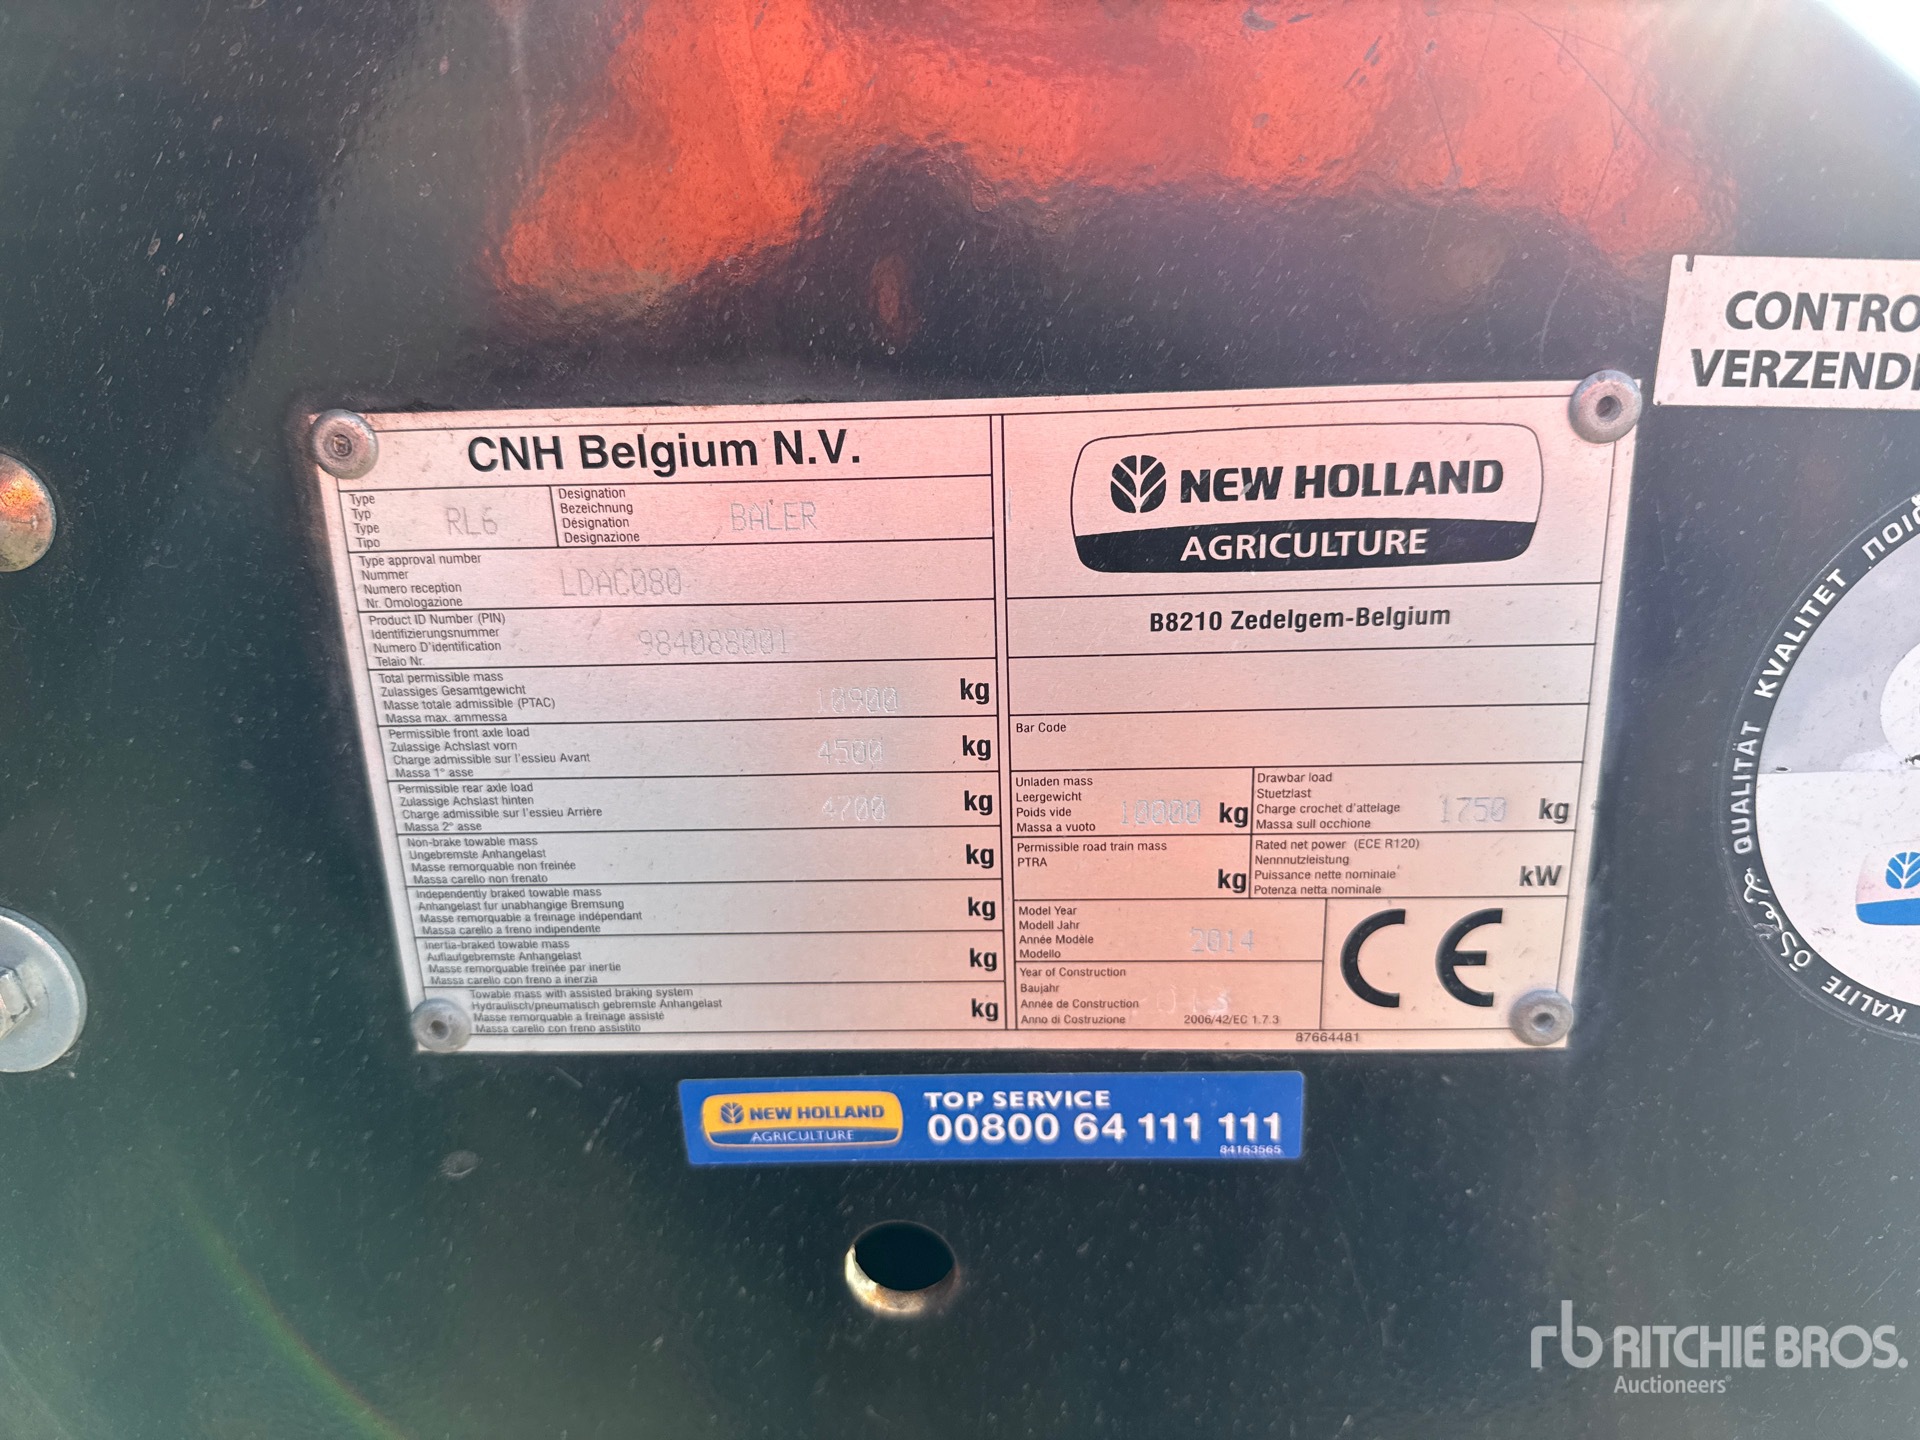 CONTRO
VERZENDI
CNH Belgium N.V.
Type
Typ
Type
Tipo
RL6
Designation
Bezeichnung
Désignation
Designazione
BALER
Type approval number
Nummer
Numero reception
Nr. Omologazione
LDAC080
Product ID Number (PIN)
Identifizierungsnummer
Numero D'identification
Telaio Nr.
984088001
Total permissible mass
Zulassiges Gesamtgewicht
Masse totale admissible (PTAC)
Massa max. ammessa
10900 kg
Permissible front axle load
Zulassige Achslast vorn
Charge admissible sur l'essieu Avant
Massa 1° asse
4500 kg
Permissible rear axle load
Zulassige Achslast hinten
Charge admissible sur l'essieu Arrière
Massa 2° asse
4700 kg
Non-brake towable mass
Ungebremste Anhangelast
Masse remorquable non freinée
Massa carello non frenato
kg
Independently braked towable mass
Anhangelast fur unabhangige Bremsung
Masse remorquable a freinage indépendant
Massa carello a freno indipendente
kg
Inertia-braked towable mass
Auflaufgebremste Anhangelast
Masse remorquable freinée par inertie
Massa carello con freno a inerzia
kg
Towable mass with assisted braking system
Hydraulisch/pneumatisch gebremste Anhangelast
Masse remorquable a freinage assisté
Massa carello con freno assistito
kg
NEW HOLLAND
AGRICULTURE
B8210 Zedelgem-Belgium
Bar Code
Unladen mass
Leergewicht
Poids vide
Massa a vuoto
10000 kg
Drawbar load
Stuetzlast
Charge crochet d'attelage
Massa sull occhione
1750 kg
Permissible road train mass
PTRA
kg
Rated net power (ECE R120)
Nennnutzleistung
Puissance nette nominale
Potenza netta nominale
kW
Model Year
Modell Jahr
Année Modèle
Modello
2014
Year of Construction
Baujahr
Année de Construction
Anno di Costruzione
2006/42/EC 1.7.3
CE
87664481
NEW HOLLAND
AGRICULTURE
TOP SERVICE
00800 64 111 111
84163565
KALITE QUALITÄT KVALITET
RITCHIE BROS.
Auctioneers